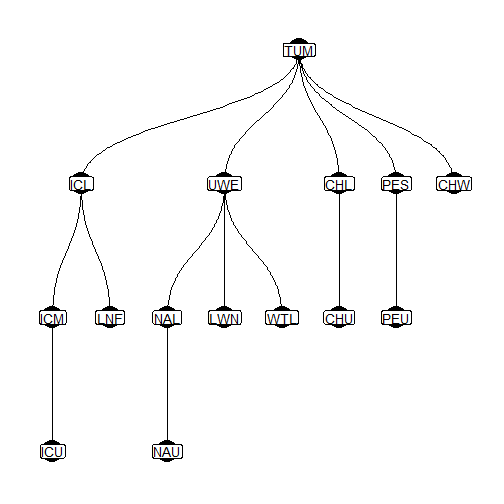 TUM
ICL UWE CHL PES CHW
ICM LNF NAL LWN WTL CHU PEU
ICU NAU